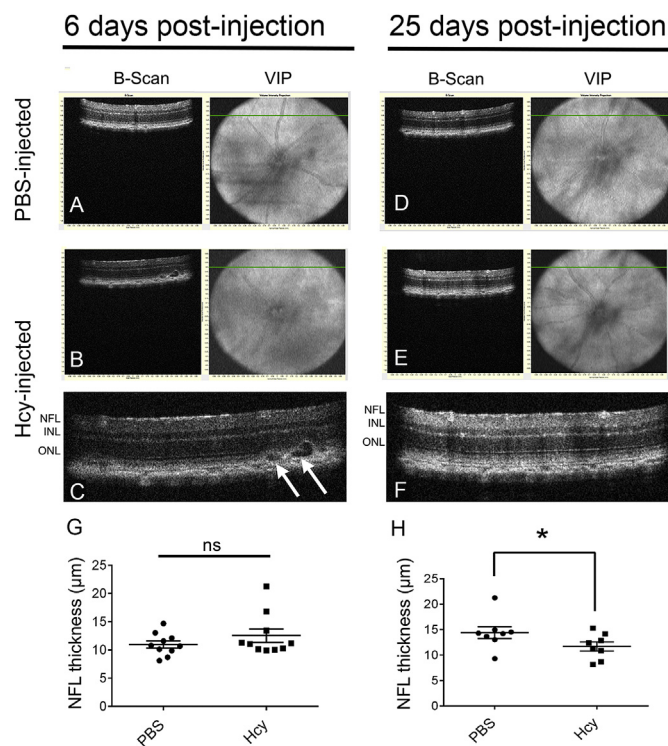 6 days post-injection
25 days post-injection
B-Scan
VIP
B-Scan
VIP
PBS-injected
A
D
Hcy-injected
B
E
NFL
INL
ONL
C
NFL
INL
ONL
F
G
ns
NFL thickness (µm)
25
20
15
10
5
0
PBS
Hcy
H
*
NFL thickness (µm)
25
20
15
10
5
0
PBS
Hcy